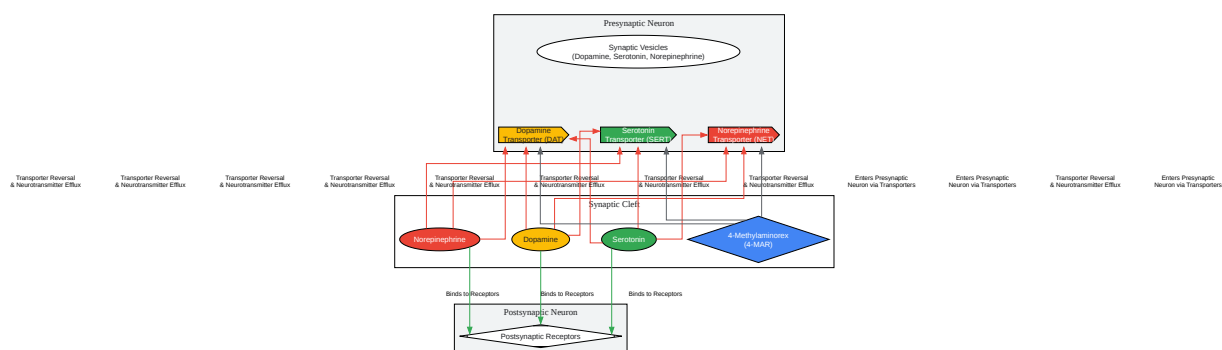 Presynaptic Neuron
Synaptic Vesicles
(Dopamine, Serotonin, Norepinephrine)
Dopamine
Transporter (DAT)
Serotonin
Transporter (SERT)
Norepinephrine
Transporter (NET)
Transporter Reversal
& Neurotransmitter Efflux
Transporter Reversal
& Neurotransmitter Efflux
Transporter Reversal
& Neurotransmitter Efflux
Transporter Reversal
& Neurotransmitter Efflux
Transporter Reversal
& Neurotransmitter Efflux
Transporter Reversal
& Neurotransmitter Efflux
Transporter Reversal
& Neurotransmitter Efflux
Transporter Reversal
& Neurotransmitter Efflux
Enters Presynaptic
Neuron via Transporters
Enters Presynaptic
Neuron via Transporters
Transporter Reversal
& Neurotransmitter Efflux
Enters Presynaptic
Neuron via Transporters
Synaptic Cleft
Norepinephrine
Dopamine
Serotonin
4-Methylaminorex
(4-MAR)
Binds to Receptors
Binds to Receptors
Binds to Receptors
Postsynaptic Neuron
Postsynaptic Receptors